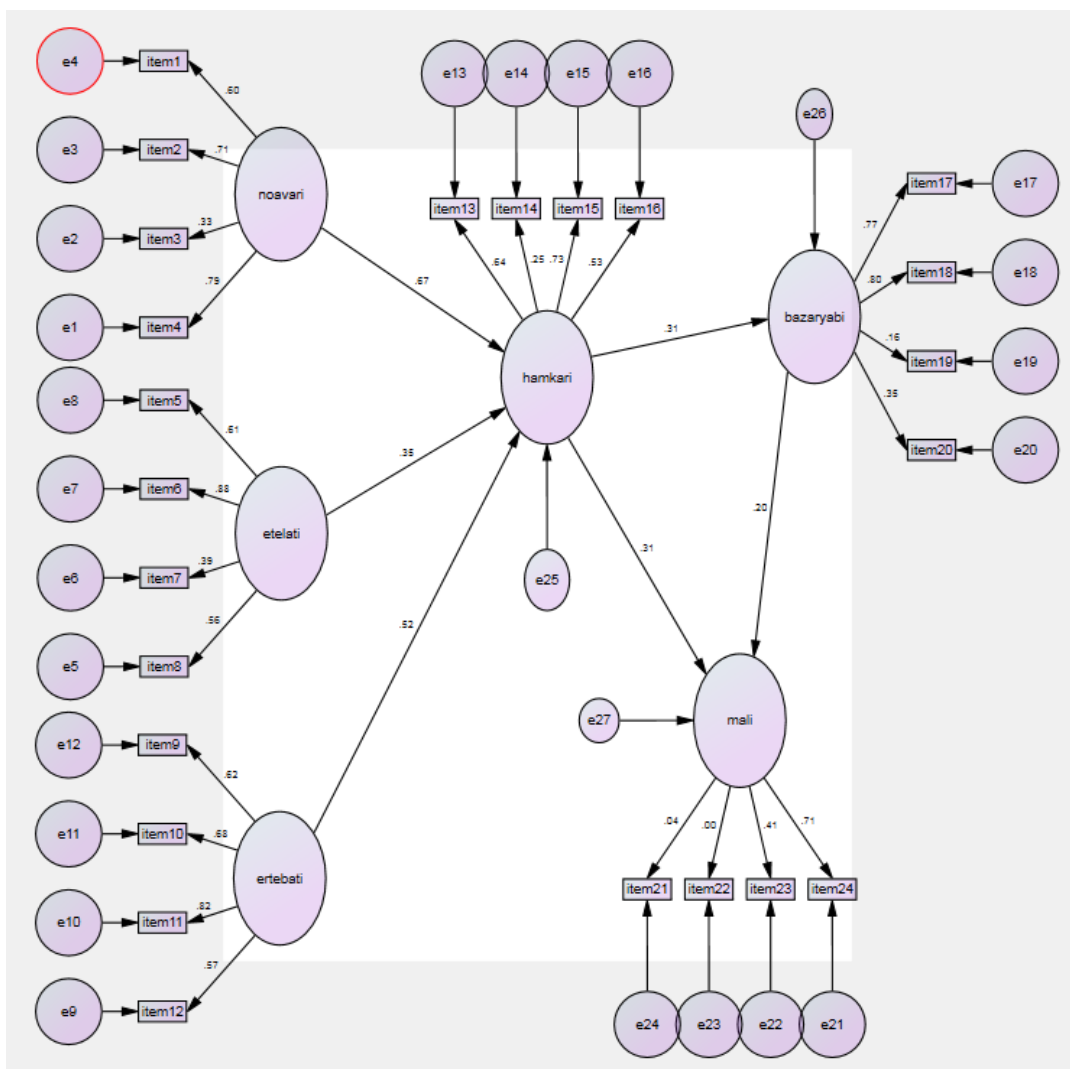 e4
item1
.60
e3
item2
.71
noavari
e2
item3
.33
e1
item4
.79
e8
item5
.61
e7
item6
.88
etelati
e6
item7
.39
e5
item8
.56
e12
item9
.62
e11
item10
.68
ertebati
e10
item11
.82
e9
item12
.57
e13
e14
e15
e16
item13
item14
item15
item16
.64
.25
.73
.53
.67
.35
.52
hamkari
e25
.31
.31
e26
bazaryabi
.77
item17
e17
.80
item18
e18
.16
item19
e19
.35
item20
e20
.20
e27
mali
.04
.00
.41
.71
item21
item22
item23
item24
e24
e23
e22
e21